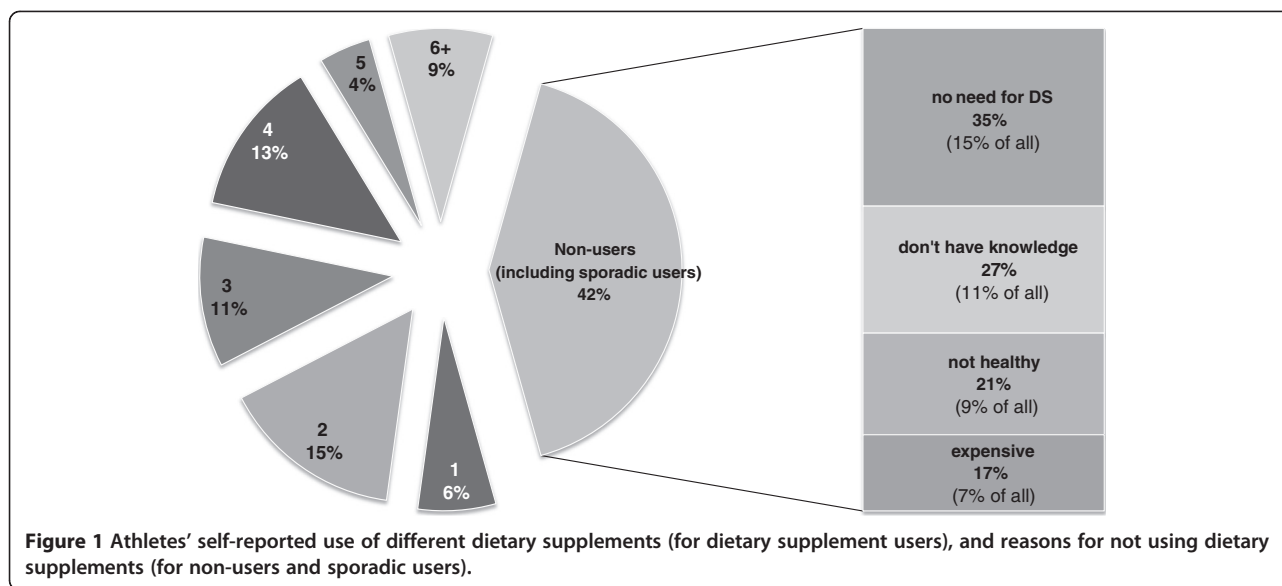 6+
9%
5
4%
4
13%
3
11%
2
15%
1
6%
Non-users
(including sporadic users)
42%
no need for DS
35%
(15% of all)
don't have knowledge
27%
(11% of all)
not healthy
21%
(9% of all)
expensive
17%
(7% of all)
Figure 1 Athletes’ self-reported use of different dietary supplements (for dietary supplement users), and reasons for not using dietary
supplements (for non-users and sporadic users).